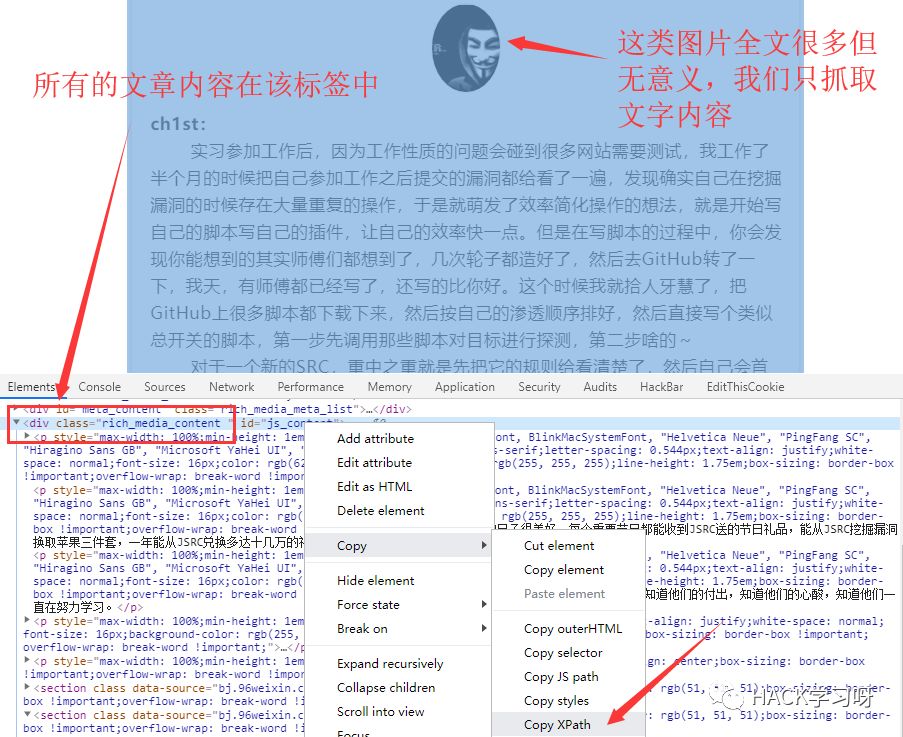 所有的文章内容在该标签中
这类图片全文很多但
无意义，我们只抓取
文字内容
ch1st：
实习参加工作后，因为工作性质的问题会碰到很多网站需要测试，我工作了
半个月的时候把自己参加工作之后提交的漏洞都给看了一遍，发现确实自己在挖掘
漏洞的时候存在大量重复的操作，于是就萌发了效率简化操作的想法，就是开始写
自己的脚本写自己的插件，让自己的效率快一点。但是在写脚本的过程中，你会发
现你能想到的其实师傅们都想到了，几次轮子都造好了，然后去GitHub转了一
下，我天，有师傅都已经写了，还写的比你好。这个时候我就拾人牙慧了，把
GitHub上很多脚本都下载下来，然后按自己的渗透顺序排好，然后直接写个类似
总开关的脚本，第一步先调用那些脚本对目标进行探测，第二步啥的～
对于一个新的SRC，重中之重就是先把它的规则给看清楚了，然后自己会首
Elements Console Sources Network Performance Memory Application Security Audits HackBar EditThisCookie
<div id="meta_content" class="rich_media_meta_list">…</div>
<div class="rich_media_content " id="js_content">
<p style="max-width: 100%;min-height: 1em ont, BlinkMacSystemFont, "Helvetica Neue", "PingFang SC",
"Hiragino Sans GB", "Microsoft YaHei UI", s-serif;letter-spacing: 0.544px;text-align: justify;white-
space: normal;font-size: 16px;color: rgb(62 rgb(255, 255, 255);line-height: 1.75em;box-sizing: border-box
!important;overflow-wrap: break-word !important;
<p style="max-width: 100%;min-height: 1em ont, BlinkMacSystemFont, "Helvetica Neue", "PingFang SC",
"Hiragino Sans GB", "Microsoft YaHei UI", s-serif;letter-spacing: 0.544px;text-align: justify;white-
space: normal;font-size: 16px;color: rgb( rgb(255, 255, 255);line-height: 1.75em;box-sizing: border-
box !important;overflow-wrap: break-word 每个重要节日都能收到JSRC送的节日礼品，能从JSRC挖掘漏洞
换取苹果三件套，一年能从JSRC兑换多达十几万的礼
<p style="max-width: 100%;min-height: 1em ont, BlinkMacSystemFont, "Helvetica Neue", "PingFang SC",
"Hiragino Sans GB", "Microsoft YaHei UI", 0.544px;text-align: justify;white-
space: normal;font-size: 16px;color: rgb( -height: 1.75em;box-sizing: border-
box !important;overflow-wrap: break-word 知道他们的付出，知道他们的心酸，知道他们一
直在努力学习。</p>
<p style="max-width: 100%;min-height: 1em -align: justify;white-space: normal;
font-size: 16px;background-color: rgb(255, box-sizing: border-box !important;
overflow-wrap: break-word !important;">…</p>
<p style="max-width: 100%;min-height: 1em center;box-sizing: border-box
!important;overflow-wrap: break-word !impor
<section class data-source="bj.96weixin.c rgb(51, 51, 51)
box !important;overflow-wrap: break-word
<section class data-source="bj.96weixin.c rgb(51, 51, 51);box-sizing: border-
box !important;overflow-wrap: break-word
Add attribute
Edit attribute
Edit as HTML
Delete element
Copy
Hide element
Force state
Break on
Expand recursively
Collapse children
Scroll into view
Focus
Cut element
Copy element
Paste element
Copy outerHTML
Copy selector
Copy JS path
Copy styles
Copy XPath
HACK学习呀